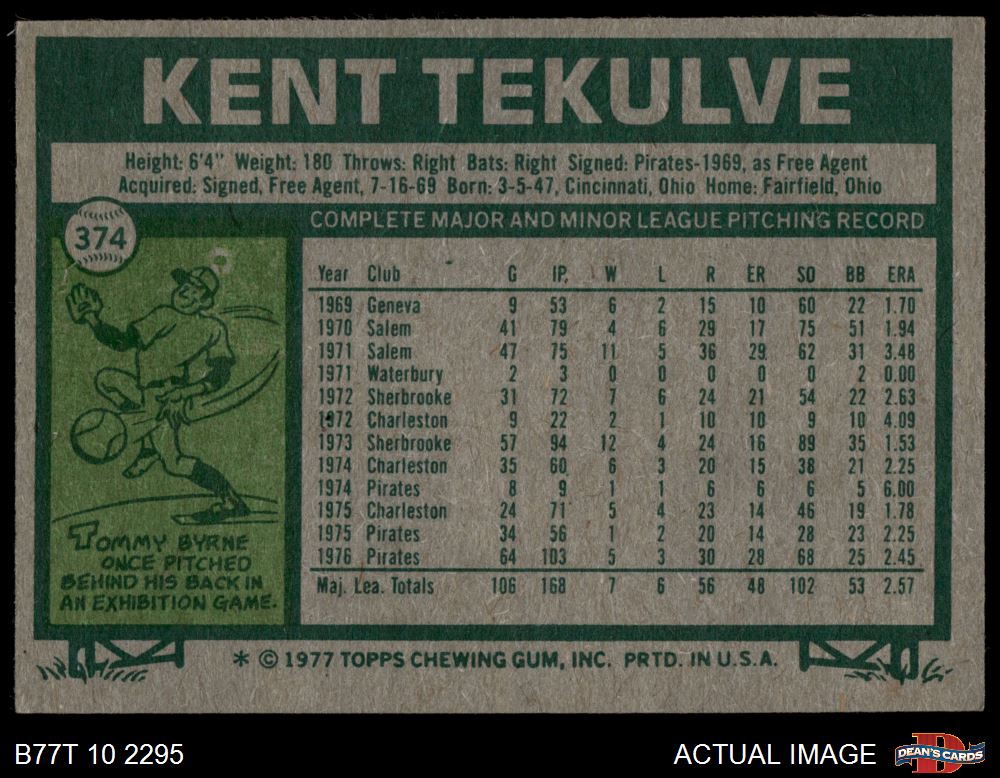 KENT TEKULVE
Height: 6'4" Weight: 180 Throws: Right Bats: Right Signed: Pirates-1969, as Free Agent
Acquired: Signed, Free Agent, 7-16-69 Born: 3-5-47, Cincinnati, Ohio Home: Fairfield, Ohio
374
COMPLETE MAJOR AND MINOR LEAGUE PITCHING RECORD
Year Club G IP. W L R ER SO BB ERA
1969 Geneva 9 53 6 2 15 10 60 22 1.70
1970 Salem 41 79 4 6 29 17 75 51 1.94
1971 Salem 47 75 11 5 36 29 62 31 3.48
1971 Waterbury 2 3 0 0 0 0 0 2 0.00
1972 Sherbrooke 31 72 7 6 24 21 54 22 2.63
1972 Charleston 9 22 2 1 10 10 9 10 4.09
1973 Sherbrooke 57 94 12 4 24 16 89 35 1.53
1974 Charleston 35 60 6 3 20 15 38 21 2.25
1974 Pirates 8 9 1 1 6 6 6 5 6.00
1975 Charleston 24 71 5 4 23 14 46 19 1.78
1975 Pirates 34 56 1 2 20 14 28 23 2.25
1976 Pirates 64 103 5 3 30 28 68 25 2.45
Maj. Lea. Totals 106 168 7 6 56 48 102 53 2.57
TOMMY BYRNE
ONCE PITCHED
BEHIND HIS BACK IN
AN EXHIBITION GAME.
* © 1977 TOPPS CHEWING GUM, INC. PRTD. IN U.S.A.
B77T 10 2295
ACTUAL IMAGE
DEAN'S CARDS